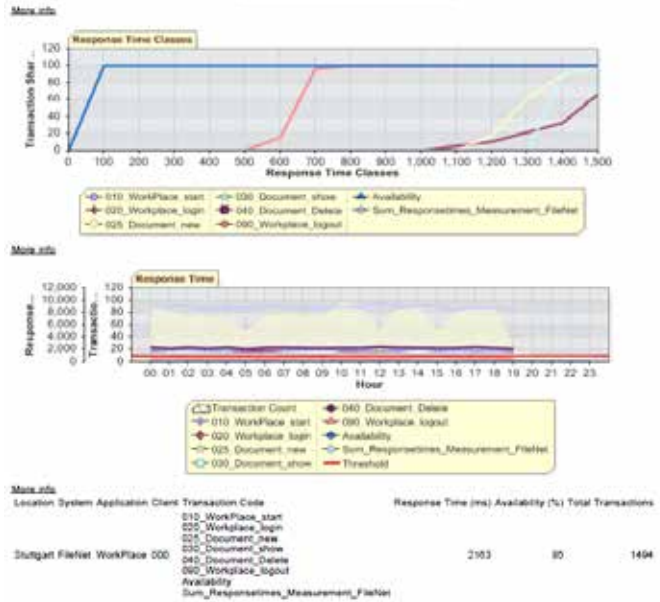 More info
Response Time Classes
Transaction Shar...
120
100
80
60
40
20
0
0 100 200 300 400 500 600 700 800 900 1,000 1,100 1,200 1,300 1,400 1,500
Response Time Classes
010_WorkPlace_start 030_Document_show Availability
020_Workplace_login 040_Document_Delete Sum_Responsetimes_Measurement_FileNet
025_Document_new 090_Workplace_logout
More info
Response Time
Response...
Transactio...
12,000 120
10,000 100
8,000 80
6,000 60
4,000 40
2,000 20
0 0
00 01 02 03 04 05 06 07 08 09 10 11 12 13 14 15 16 17 18 19 20 21 22 23
Hour
Transaction Count 040_Document_Delete
010_WorkPlace_start 090_Workplace_logout
020_Workplace_login Availability
025_Document_new Sum_Responsetimes_Measurement_FileNet
030_Document_show Threshold
More info
Location System Application Client Transaction Code Response Time (ms) Availability (%) Total Transactions
010_WorkPlace_start
020_Workplace_login
025_Document_new
030_Document_show
Stuttgart FileNet WorkPlace 000 2163 85 1494
040_Document_Delete
090_Workplace_logout
Availability
Sum_Responsetimes_Measurement_FileNet